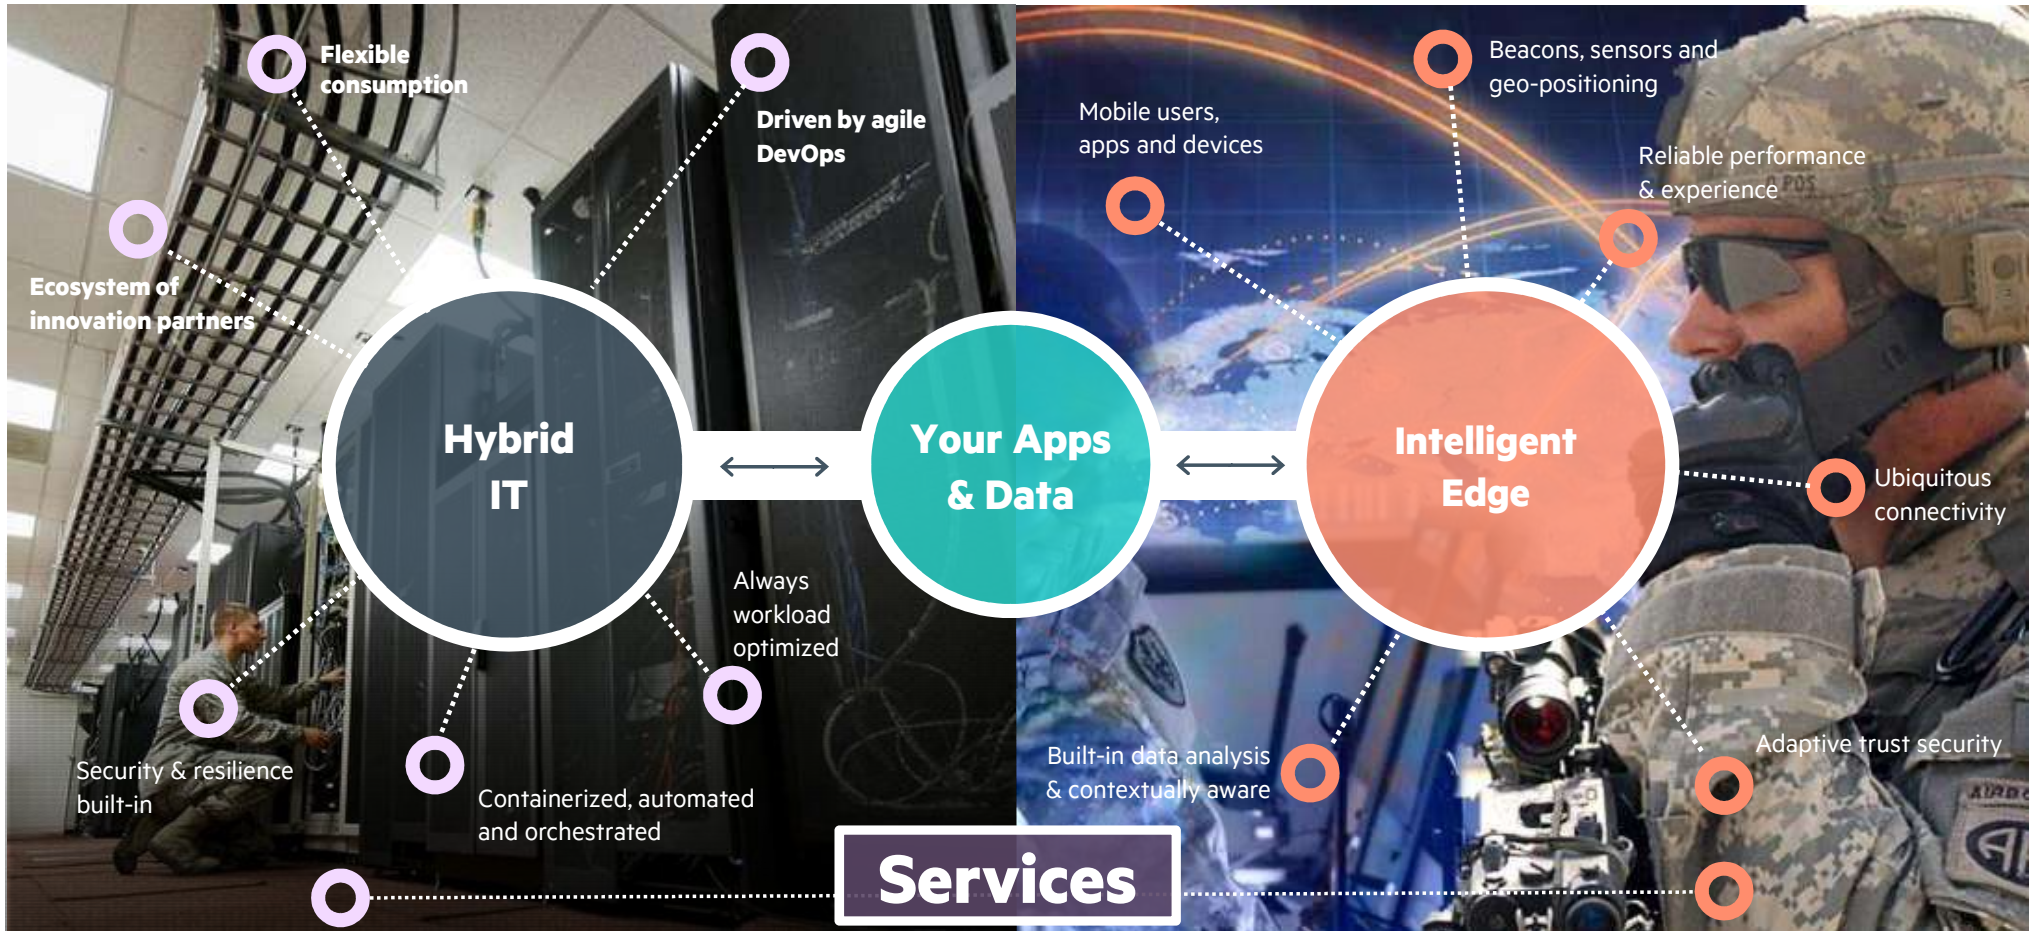 Flexible
consumption
Driven by agile
DevOps
Ecosystem of
innovation partners
Hybrid
IT
Always
workload
optimized
Security & resilience
built-in
Containerized, automated
and orchestrated
Your Apps
& Data
Services
Beacons, sensors and
geo-positioning
Mobile users,
apps and devices
Reliable performance
& experience
Intelligent
Edge
Ubiquitous
connectivity
Built-in data analysis
& contextually aware
Adaptive trust security
POS